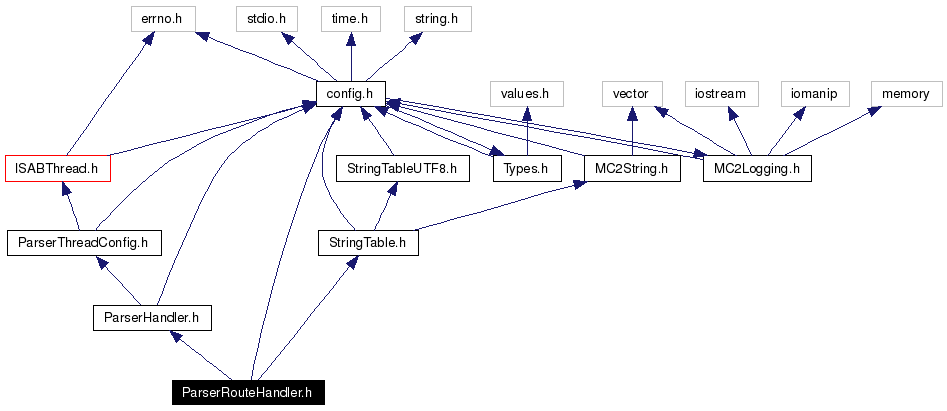 errno.h
stdio.h
time.h
string.h
config.h
values.h
vector
iostream
iomanip
memory
ISABThread.h
StringTableUTF8.h
Types.h
MC2String.h
MC2Logging.h
ParserThreadConfig.h
StringTable.h
ParserHandler.h
ParserRouteHandler.h